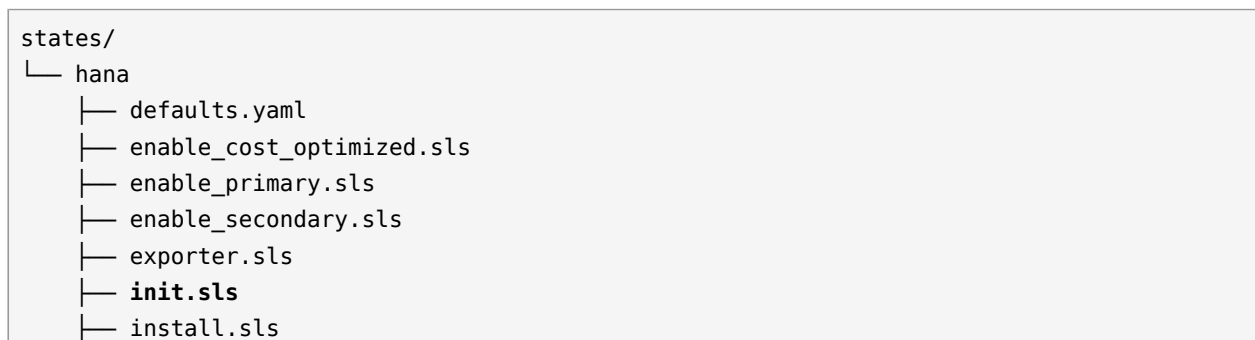 states/
└── hana
    ├── defaults.yaml
    ├── enable_cost_optimized.sls
    ├── enable_primary.sls
    ├── enable_secondary.sls
    ├── exporter.sls
    ├── init.sls
    ├── install.sls